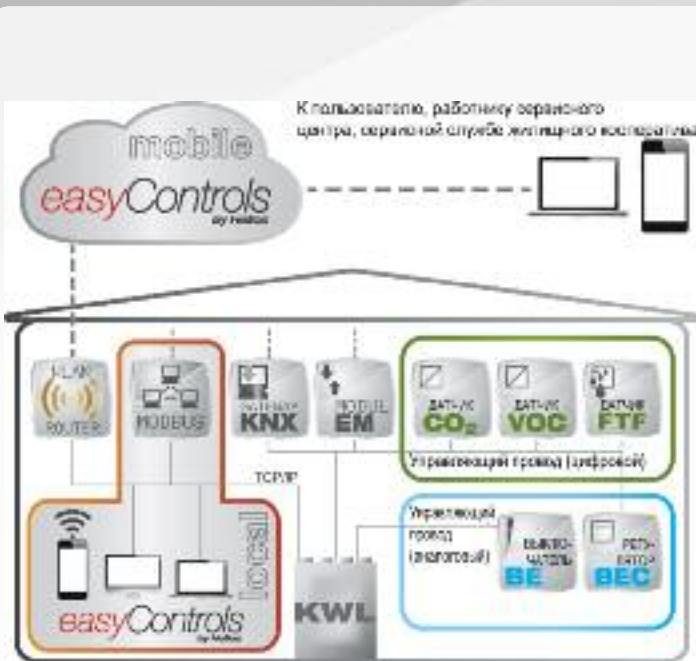 К пользователю, работнику сервисного
центра, сервисной службе жилищного кооператива
mobile
easyControls
by Helios
WLAN
ROUTER
MODBUS
GATEWAY
KNX
MODUL
EM
ДАТЧИК
CO₂
ДАТЧИК
VOC
ДАТЧИК
FTF
Управляющий провод (цифровой)
TCP/IP
local
easyControls
by Helios
KWL
Управляющий
провод
(аналоговый)
ВЫКЛЮ-
ЧАТЕЛЬ
BE
РЕГУ-
ЛЯТОР
BEC